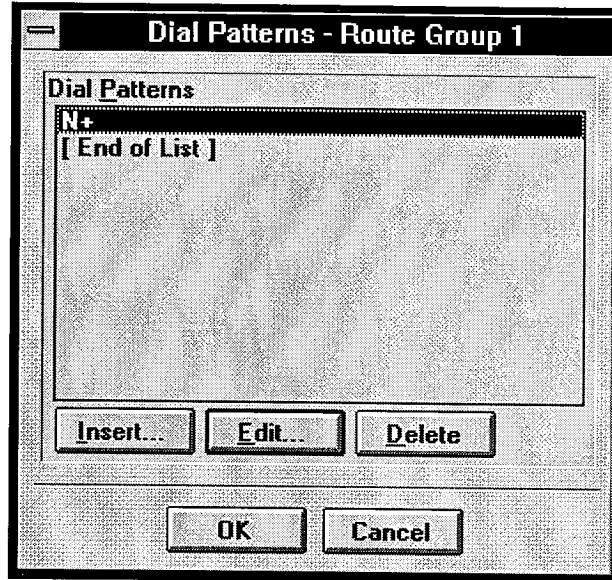 Dial Patterns - Route Group 1
Dial Patterns
N+
[ End of List ]
Insert... Edit... Delete
OK Cancel